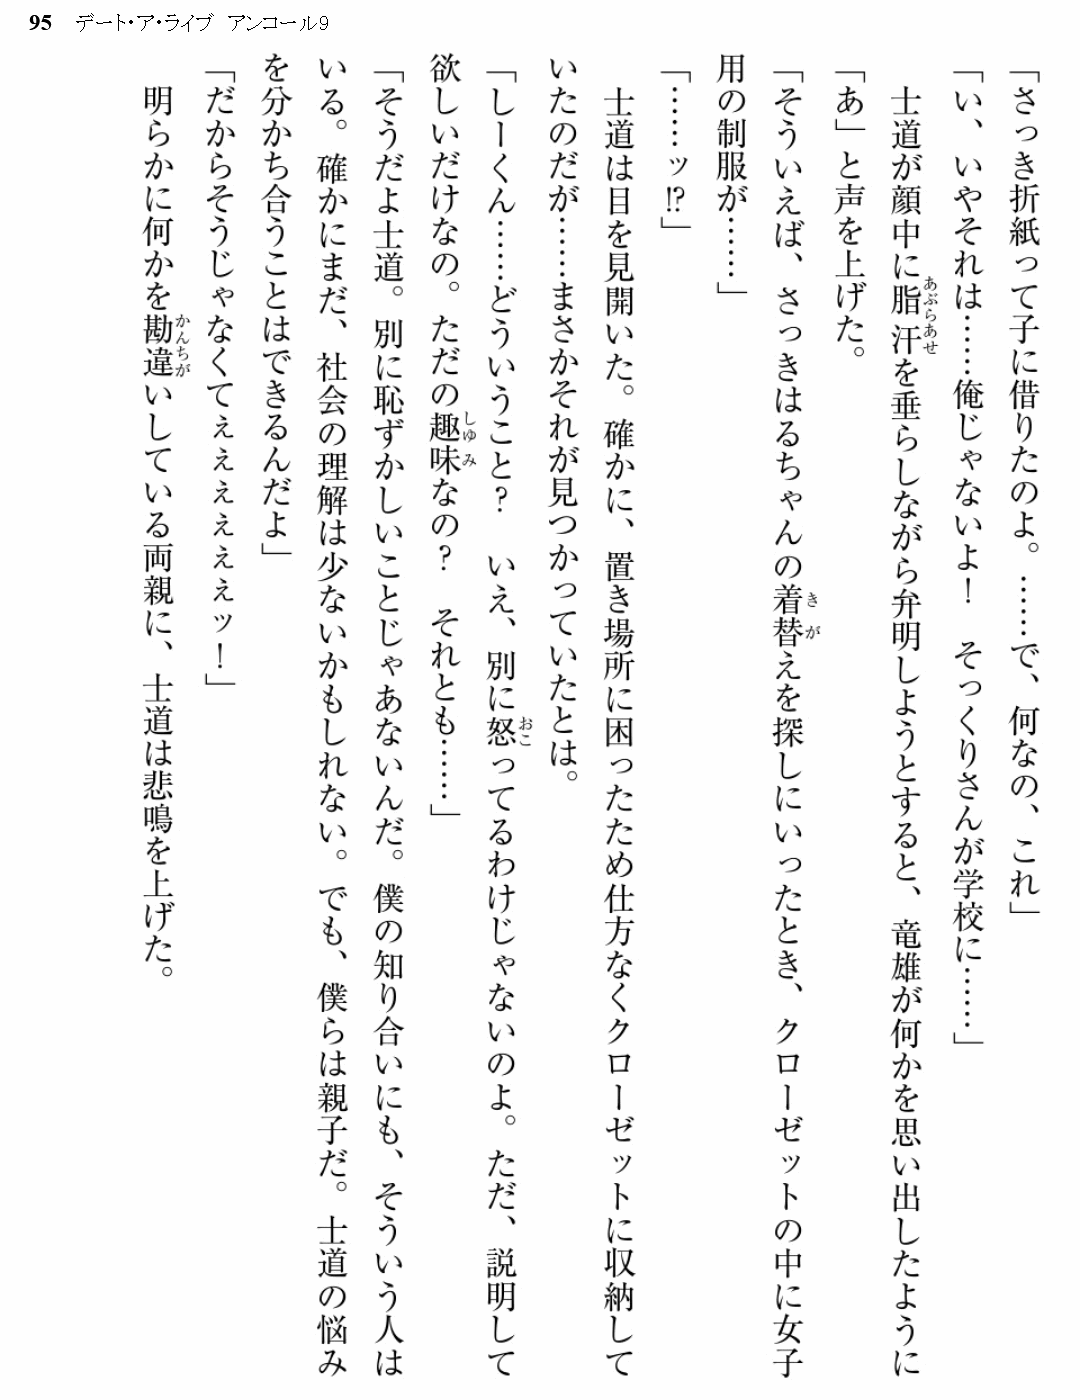 95 デート・ア・ライブ アンコール9
「さっき折紙って子に借りたのよ。……で、何なの、これ」
「い、いやそれは……俺じゃないよ！ そっくりさんが学校に……」
士道が顔中に脂汗を垂らしながら弁明しようとすると、竜雄が何かを思い出したように
「あ」と声を上げた。
「そういえば、さっきはるちゃんの着替えを探しにいったとき、クローゼットの中に女子
用の制服が……」
「……ッ!?」
士道は目を見開いた。確かに、置き場所に困ったため仕方なくクローゼットに収納して
いたのだが……まさかそれが見つかっていたとは。
「しーくん……どういうこと？ いえ、別に怒ってるわけじゃないのよ。ただ、説明して
欲しいだけなの。ただの趣味なの？ それとも……」
「そうだよ士道。別に恥ずかしいことじゃあないんだ。僕の知り合いにも、そういう人は
いる。確かにまだ、社会の理解は少ないかもしれない。でも、僕らは親子だ。士道の悩み
を分かち合うことはできるんだよ」
「だからそうじゃなくてぇぇぇぇぇッ！」
明らかに何かを勘違いしている両親に、士道は悲鳴を上げた。